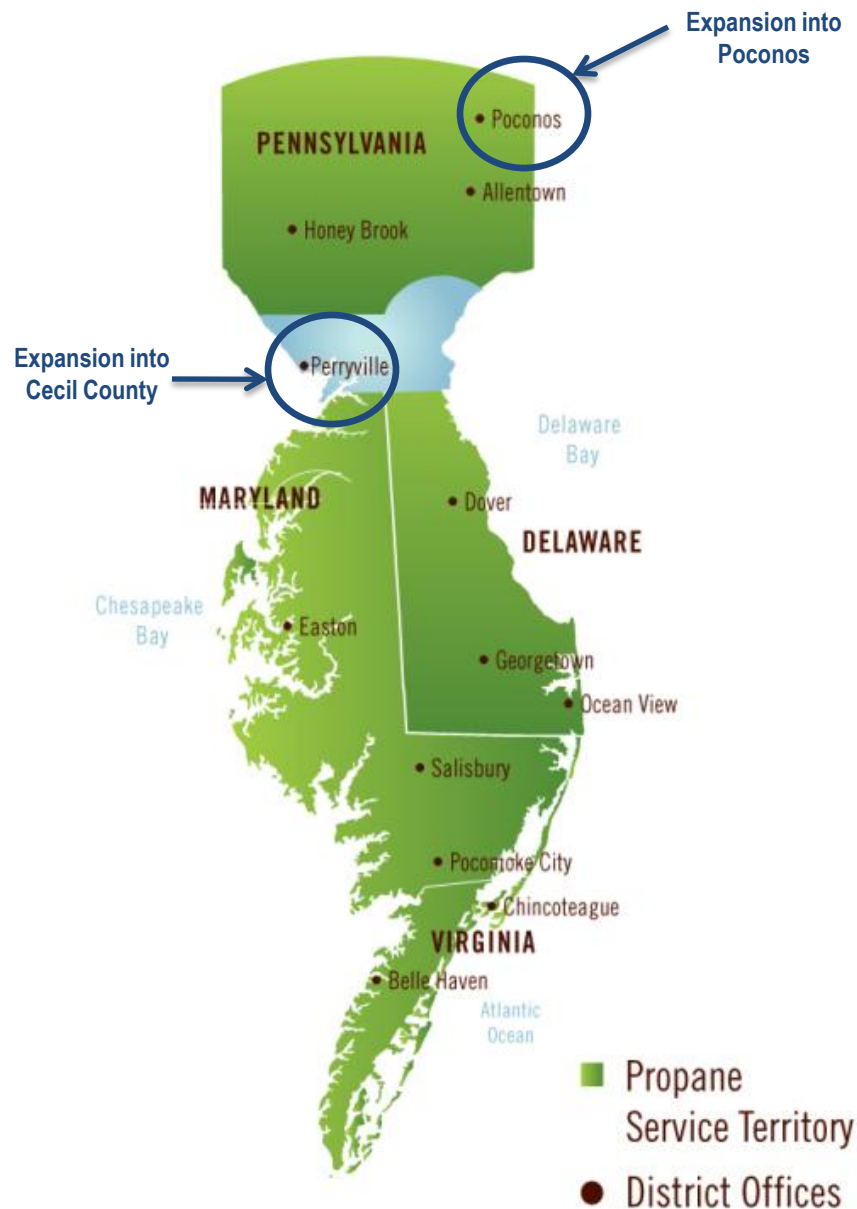 Expansion into
Poconos
Poconos
PENNSYLVANIA
Allentown
Honey Brook
Expansion into
Cecil County
Perryville
Delaware
Bay
MARYLAND
Dover
DELAWARE
Chesapeake
Bay
Easton
Georgetown
Ocean View
Salisbury
Pocomoke City
Chincoteague
VIRGINIA
Belle Haven
Atlantic
Ocean
Propane
Service Territory
District Offices